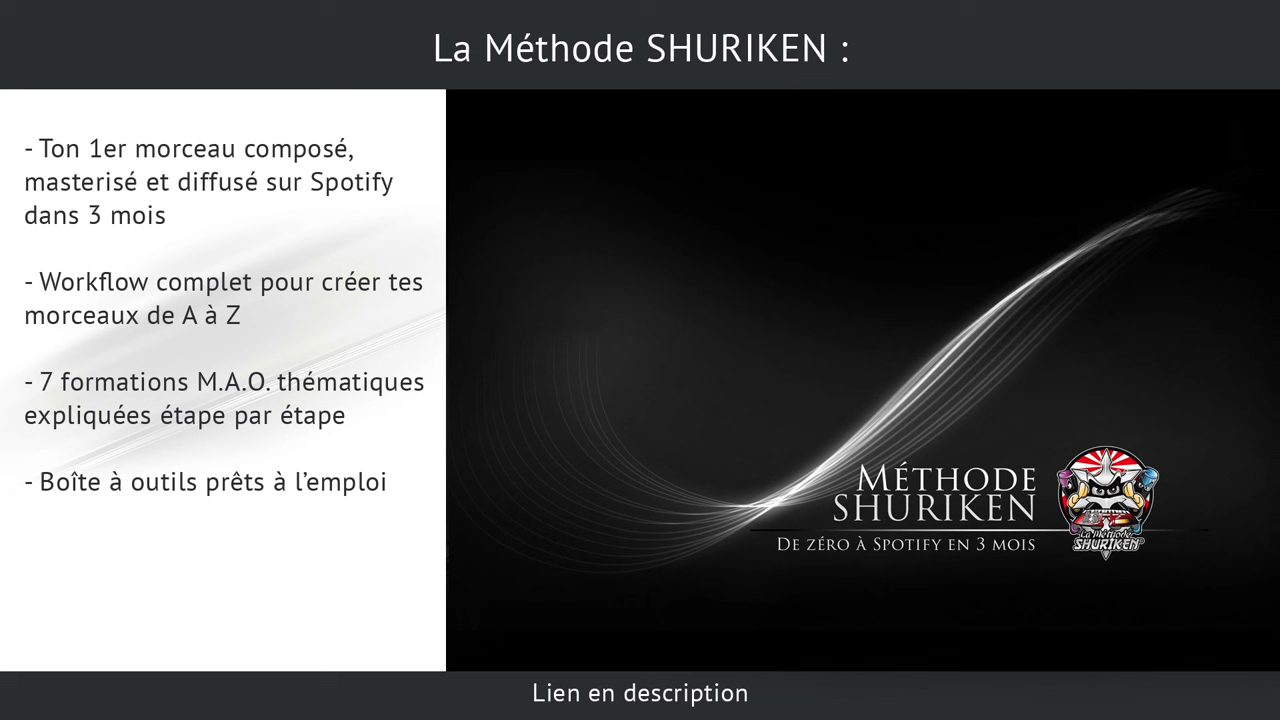 La Méthode SHURIKEN :
- Ton 1er morceau composé,
masterisé et diffusé sur Spotify
dans 3 mois
- Workflow complet pour créer tes
morceaux de A à Z
- 7 formations M.A.O. thématiques
expliquées étape par étape
- Boîte à outils prêts à l’emploi
MÉTHODE
SHURIKEN
DE ZÉRO À SPOTIFY EN 3 MOIS
La Méthode
SHURIKEN
Lien en description